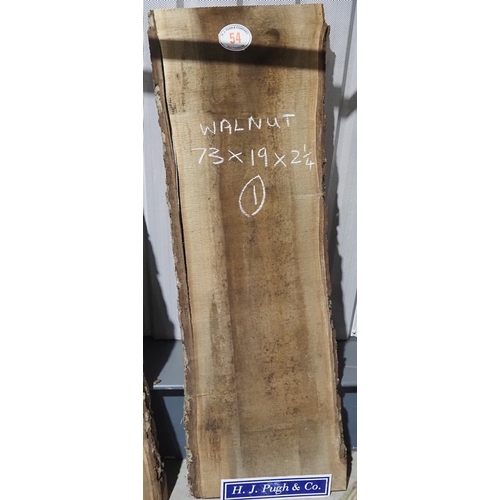 54
WALNUT
73 x 19 x 2¼
1
H. J. Pugh & Co.